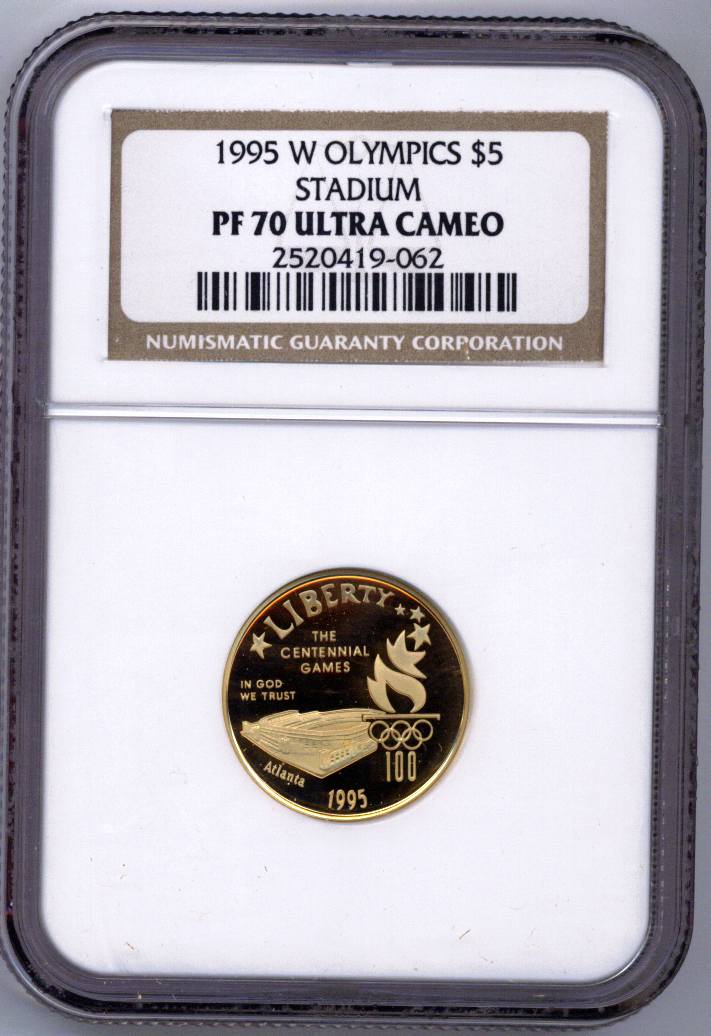 1995 W OLYMPICS $5
STADIUM
PF 70 ULTRA CAMEO
2520419-062
NUMISMATIC GUARANTY CORPORATION
LIBERTY
THE
CENTENNIAL
GAMES
IN GOD
WE TRUST
Atlanta
100
1995